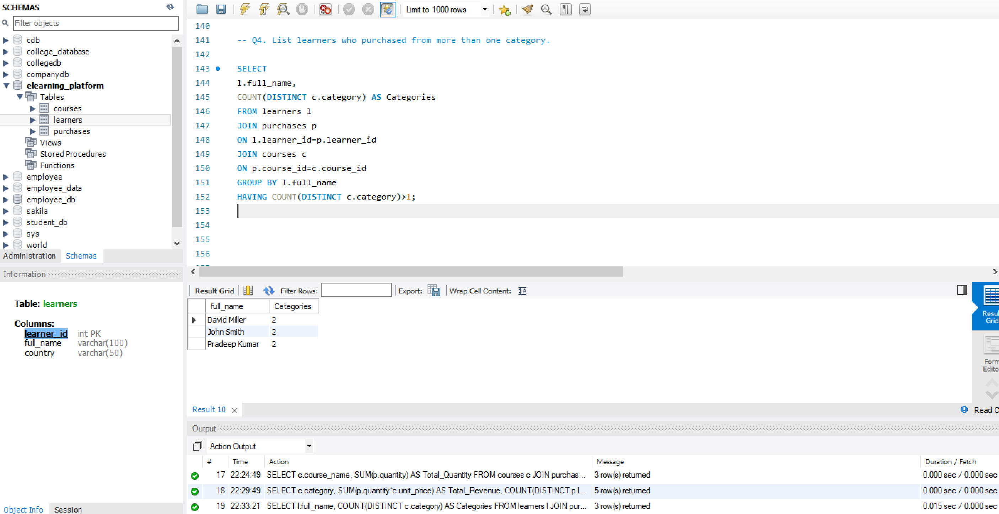 SCHEMAS
Filter objects
cdb
college_database
collegedb
companydb
elearning_platform
Tables
courses
learners
purchases
Views
Stored Procedures
Functions
employee
employee_data
employee_db
sakila
student_db
sys
world
Administration Schemas
Information
Table: learners
Columns:
learner_id int PK
full_name varchar(100)
country varchar(50)
Object Info Session
Limit to 1000 rows
140
141 -- Q4. List learners who purchased from more than one category.
142
143 SELECT
144 l.full_name,
145 COUNT(DISTINCT c.category) AS Categories
146 FROM learners l
147 JOIN purchases p
148 ON l.learner_id=p.learner_id
149 JOIN courses c
150 ON p.course_id=c.course_id
151 GROUP BY l.full_name
152 HAVING COUNT(DISTINCT c.category)>1;
153
154
155
156
Result Grid Filter Rows: Export: Wrap Cell Content:
full_name Categories
David Miller 2
John Smith 2
Pradeep Kumar 2
Grid
Result 10
Read
Output
Action Output
# Time Action Message Duration / Fetch
17 22:24:49 SELECT c.course_name, SUM(p.quantity) AS Total_Quantity FROM courses c JOIN purchas... 3 row(s) returned 0.000 sec / 0.000 sec
18 22:29:49 SELECT c.category, SUM(p.quantity*c.unit_price) AS Total_Revenue, COUNT(DISTINCT p.l... 5 row(s) returned 0.000 sec / 0.000 sec
19 22:33:21 SELECT l.full_name, COUNT(DISTINCT c.category) AS Categories FROM learners l JOIN pur... 3 row(s) returned 0.015 sec / 0.000 sec